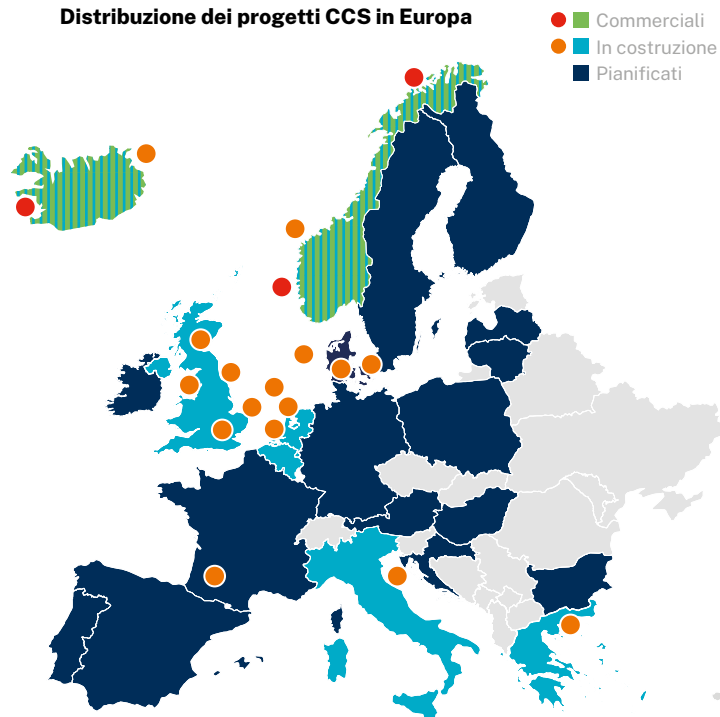 Distribuzione dei progetti CCS in Europa
Commerciali
In costruzione
Pianificati